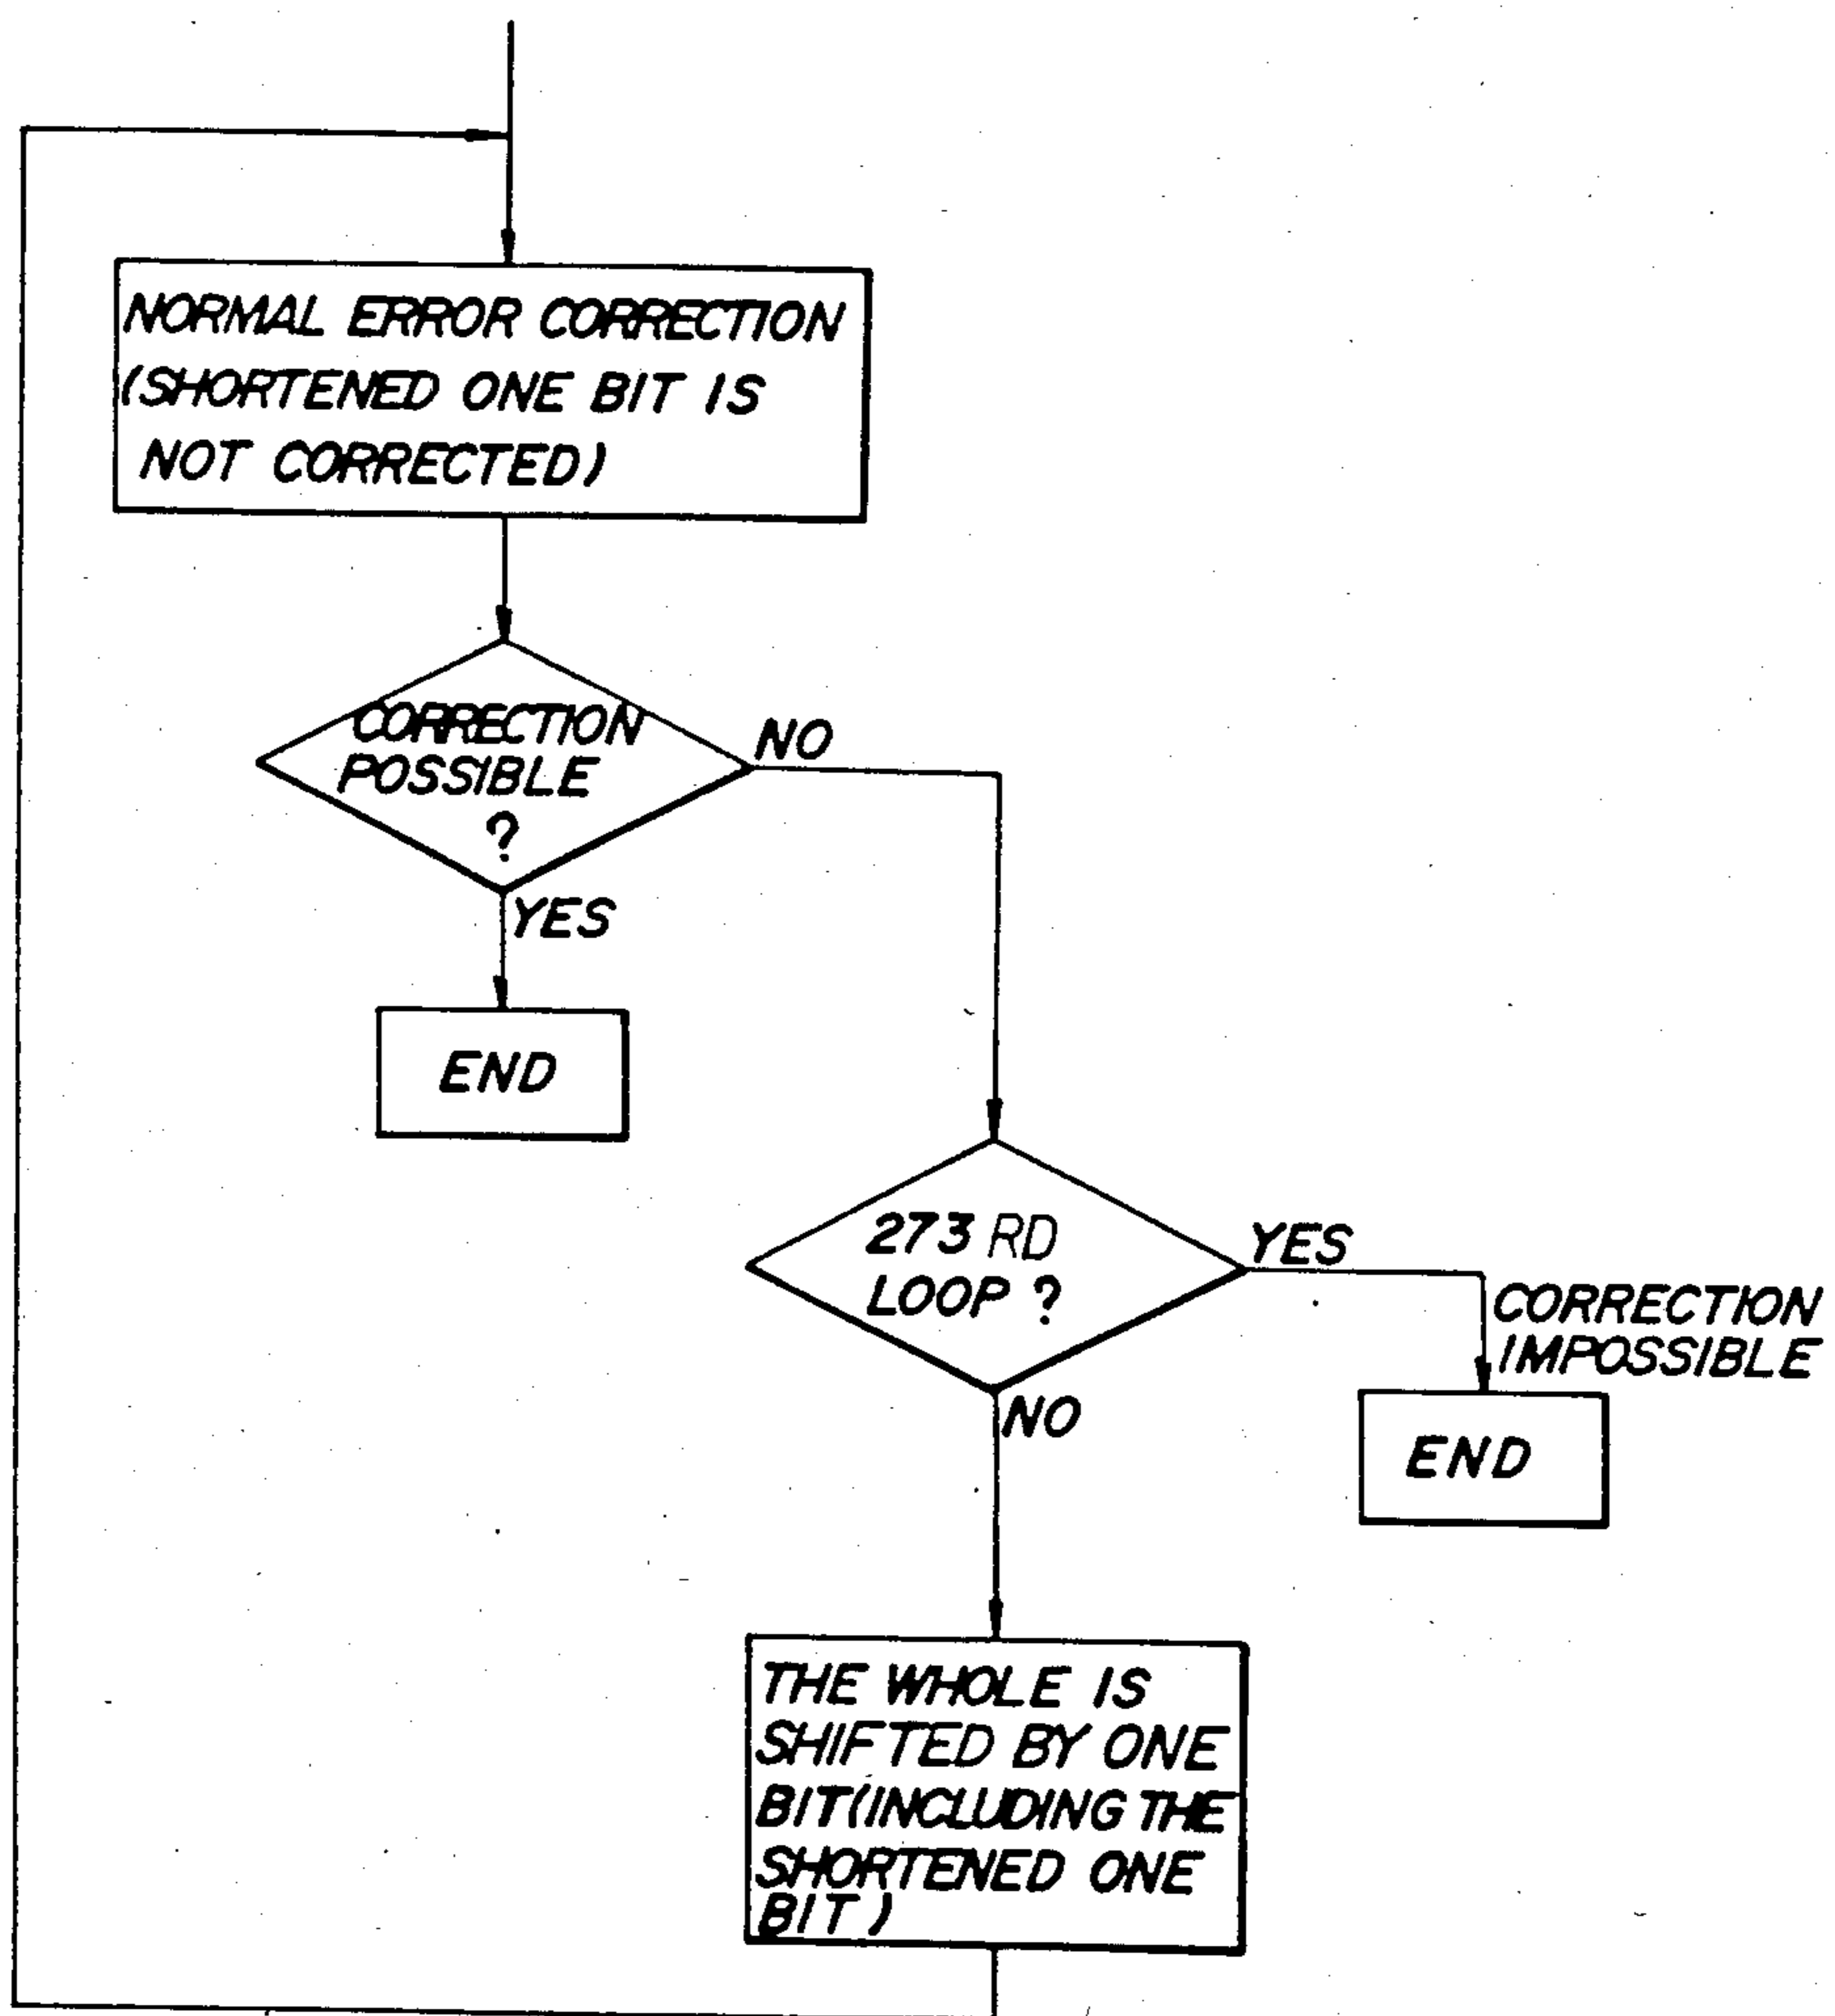 NORMAL ERROR CORRECTION
(SHORTENED ONE BIT IS
NOT CORRECTED)
CORRECTION
POSSIBLE
?
NO
YES
END
273 RD
LOOP ?
YES
CORRECTION
IMPOSSIBLE
NO
END
THE WHOLE IS
SHIFTED BY ONE
BIT(INCLUDING THE
SHORTENED ONE
BIT)